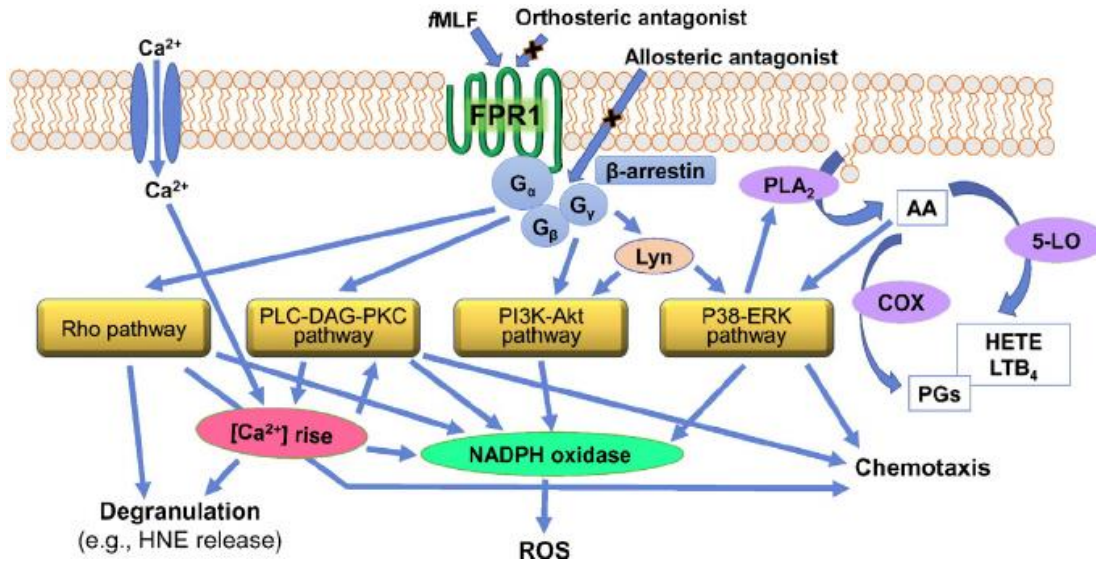 fMLF
Orthosteric antagonist
Ca²⁺
Allosteric antagonist
FPR1
Ca²⁺
Gα
β-arrestin
PLA₂
AA
Gγ
Gβ
5-LO
Lyn
COX
Rho pathway
PLC-DAG-PKC
pathway
PI3K-Akt
pathway
P38-ERK
pathway
HETE
LTB₄
PGs
[Ca²⁺] rise
NADPH oxidase
Chemotaxis
Degranulation
(e.g., HNE release)
ROS